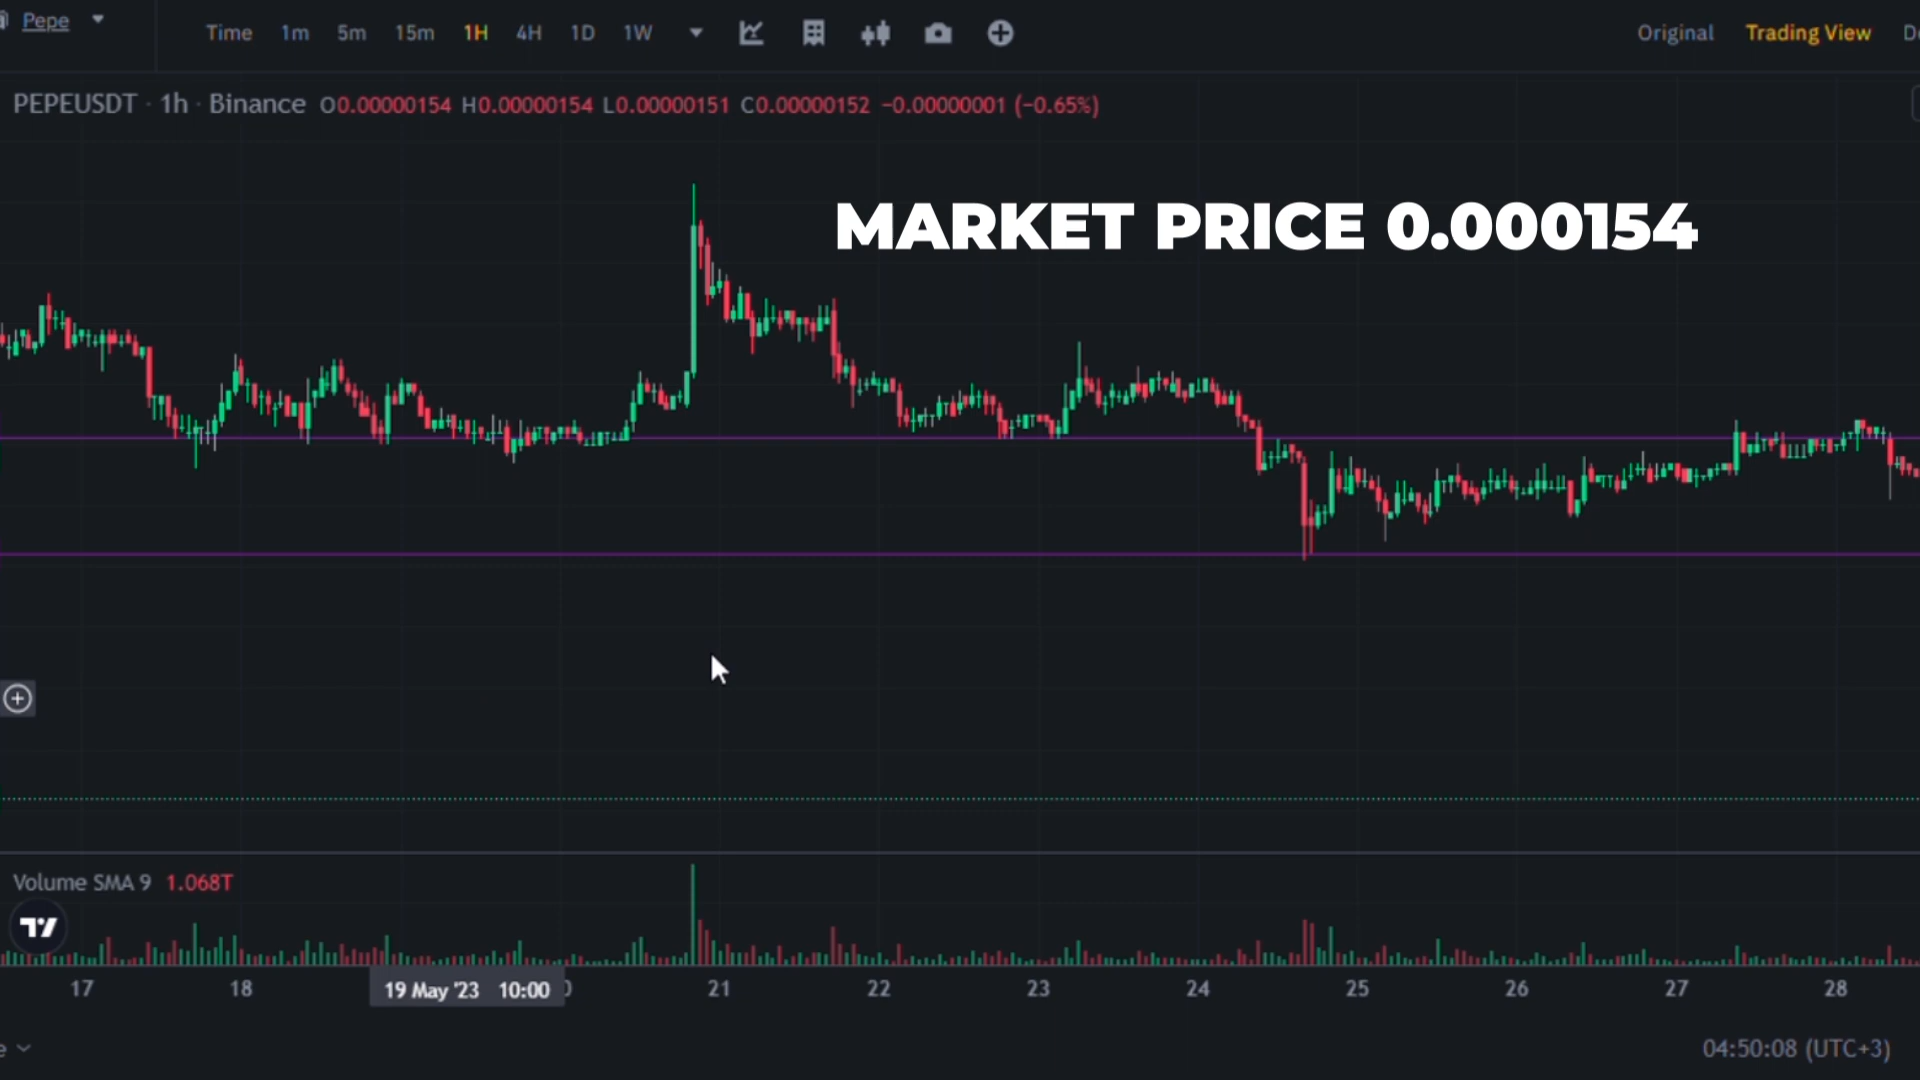 Pepe
Time 1m 5m 15m 1H 4H 1D 1W
Original Trading View
PEPEUSDT · 1h · Binance O0.00000154 H0.00000154 L0.00000151 C0.00000152 −0.00000001 (−0.65%)
MARKET PRICE 0.000154
Volume SMA 9 1.068T
17 18 19 May '23 10:00 21 22 23 24 25 26 27 28
04:50:08 (UTC+3)